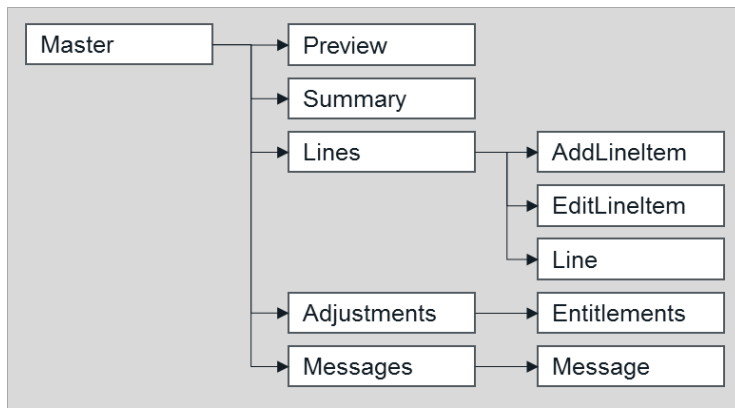 Master
Preview
Summary
Lines
AddLineItem
EditLineItem
Line
Adjustments
Entitlements
Messages
Message